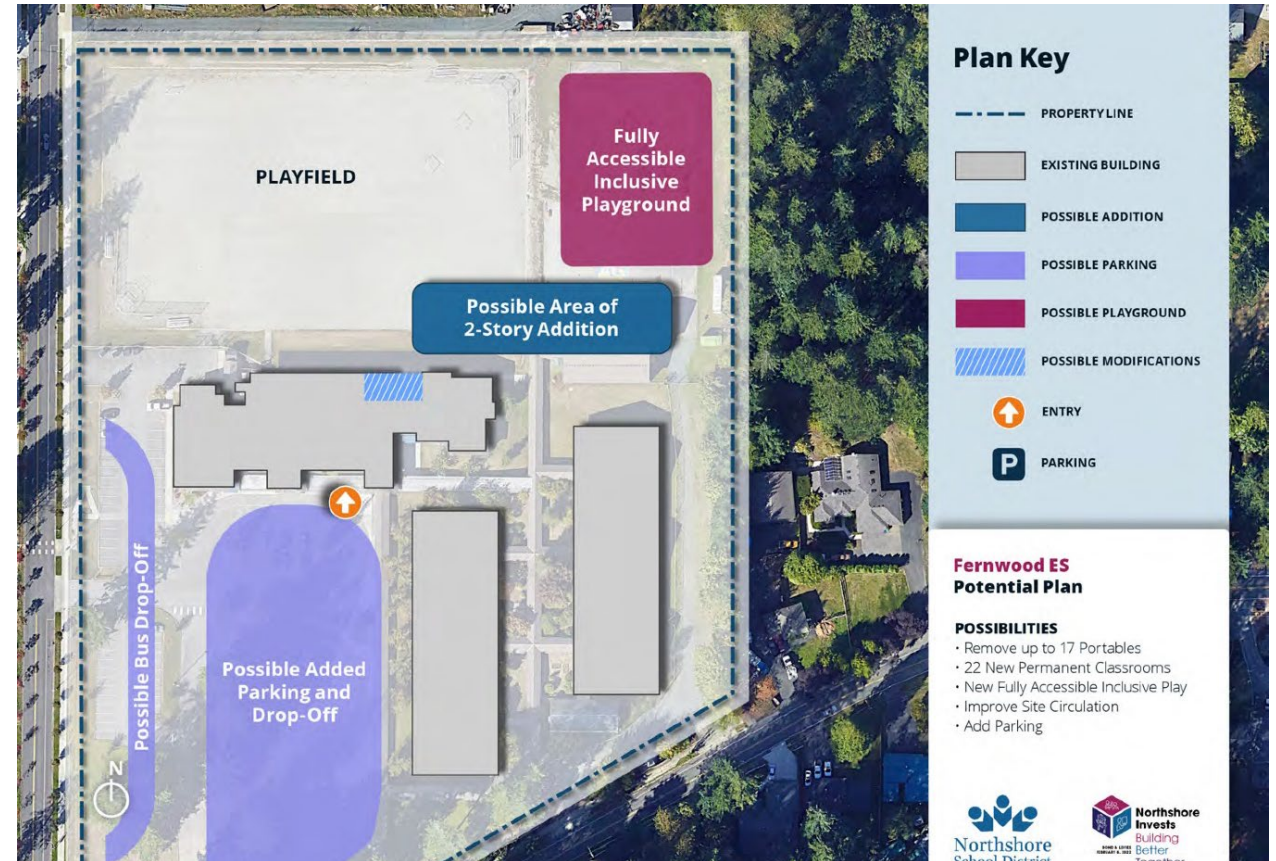 PLAYFIELD
Fully
Accessible
Inclusive
Playground
Possible Area of
2-Story Addition
Possible Bus Drop-Off
Possible Added
Parking and
Drop-Off
N
Plan Key
PROPERTY LINE
EXISTING BUILDING
POSSIBLE ADDITION
POSSIBLE PARKING
POSSIBLE PLAYGROUND
POSSIBLE MODIFICATIONS
ENTRY
P PARKING
Fernwood ES
Potential Plan
POSSIBILITIES
• Remove up to 17 Portables
• 22 New Permanent Classrooms
• New Fully Accessible Inclusive Play
• Improve Site Circulation
• Add Parking
Northshore
School District
Northshore
Invests
Building
Better
Together